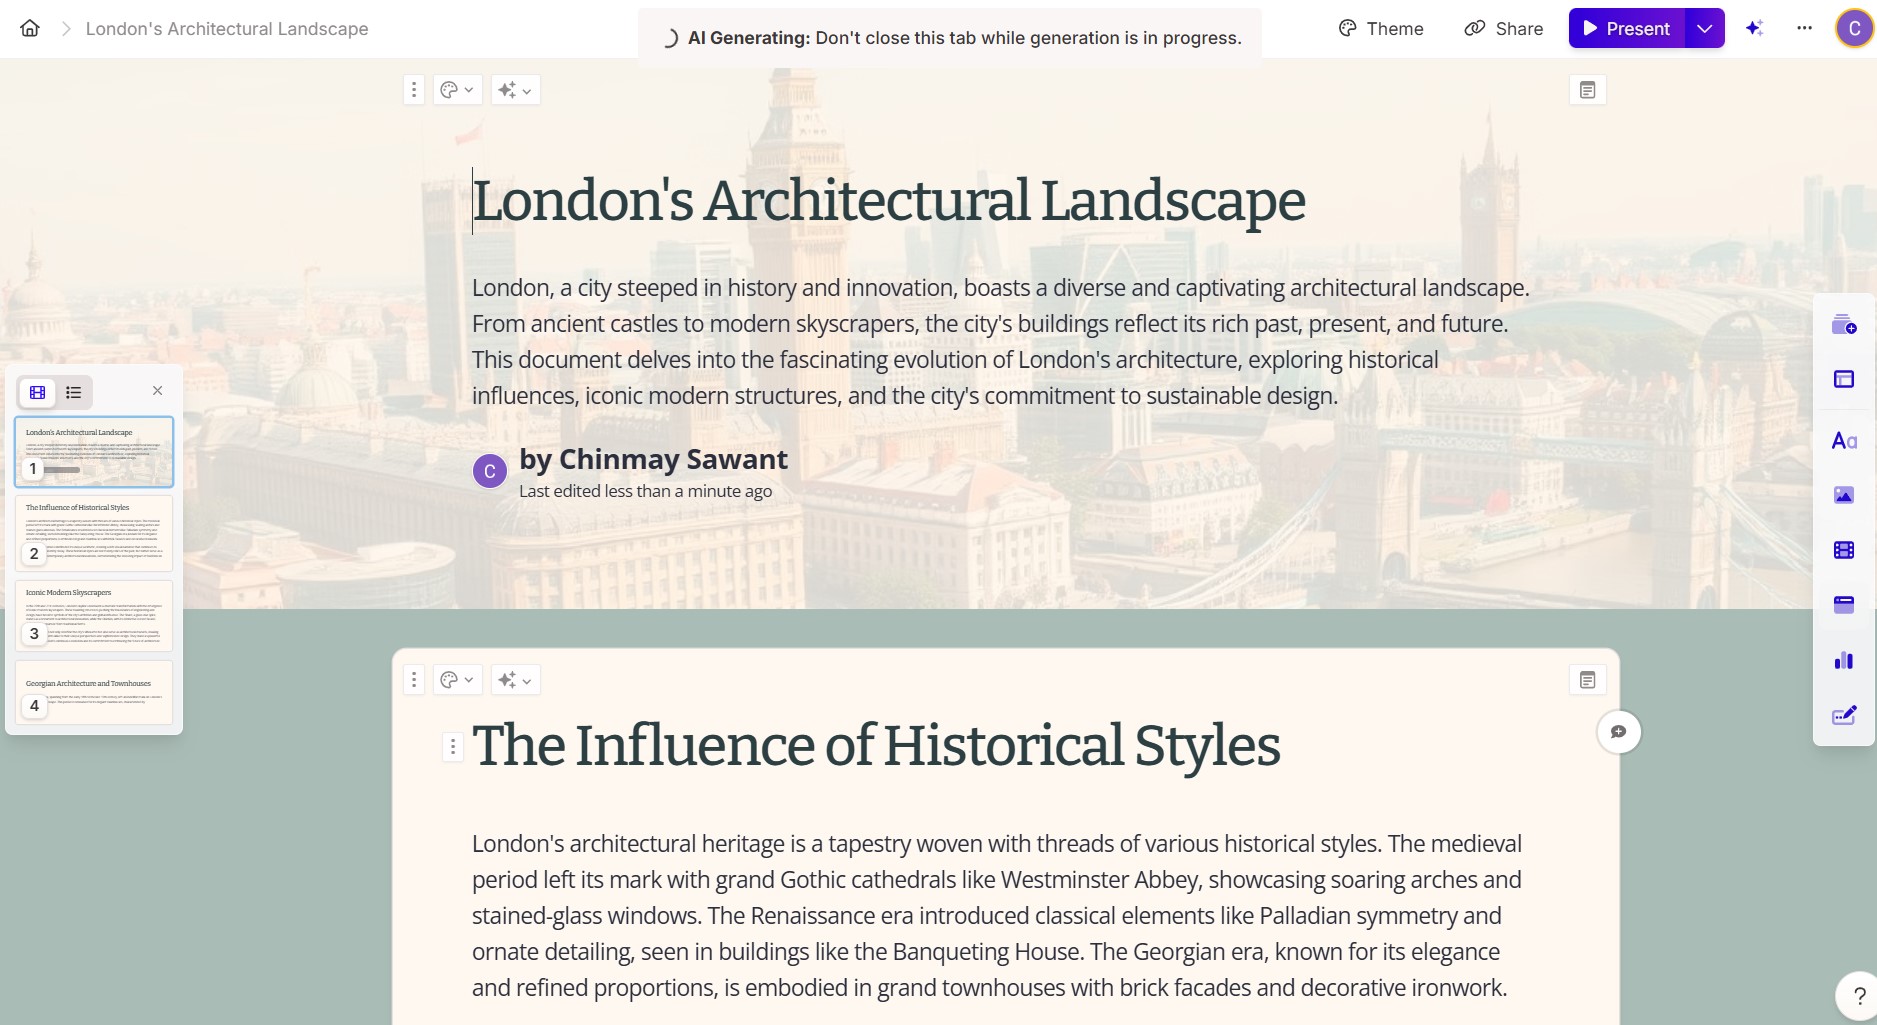 London's Architectural Landscape
AI Generating: Don't close this tab while generation is in progress.
Theme
Share
Present
C
London's Architectural Landscape
London, a city steeped in history and innovation, boasts a diverse and captivating architectural landscape.
From ancient castles to modern skyscrapers, the city's buildings reflect its rich past, present, and future.
This document delves into the fascinating evolution of London's architecture, exploring historical
influences, iconic modern structures, and the city's commitment to sustainable design.
C
by Chinmay Sawant
Last edited less than a minute ago
London's Architectural Landscape
1
The Influence of Historical Styles
2
Iconic Modern Skyscrapers
3
Georgian Architecture and Townhouses
4
Aa
The Influence of Historical Styles
London's architectural heritage is a tapestry woven with threads of various historical styles. The medieval
period left its mark with grand Gothic cathedrals like Westminster Abbey, showcasing soaring arches and
stained-glass windows. The Renaissance era introduced classical elements like Palladian symmetry and
ornate detailing, seen in buildings like the Banqueting House. The Georgian era, known for its elegance
and refined proportions, is embodied in grand townhouses with brick facades and decorative ironwork.
?